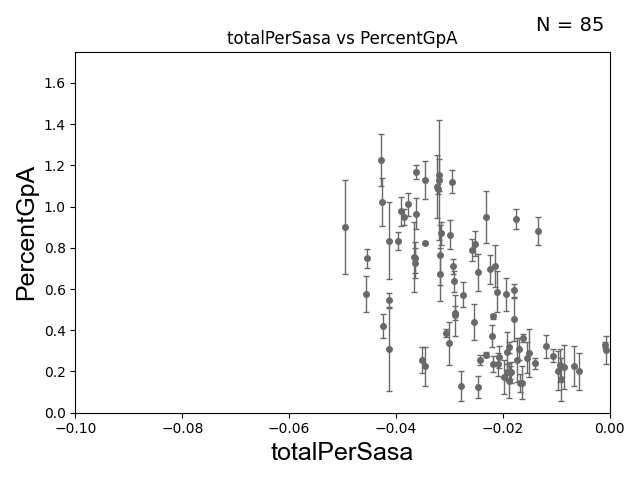 N = 85
totalPerSasa vs PercentGpA
PercentGpA
1.6
1.4
1.2
1.0
0.8
0.6
0.4
0.2
0.0
−0.10 −0.08 −0.06 −0.04 −0.02 0.00
totalPerSasa